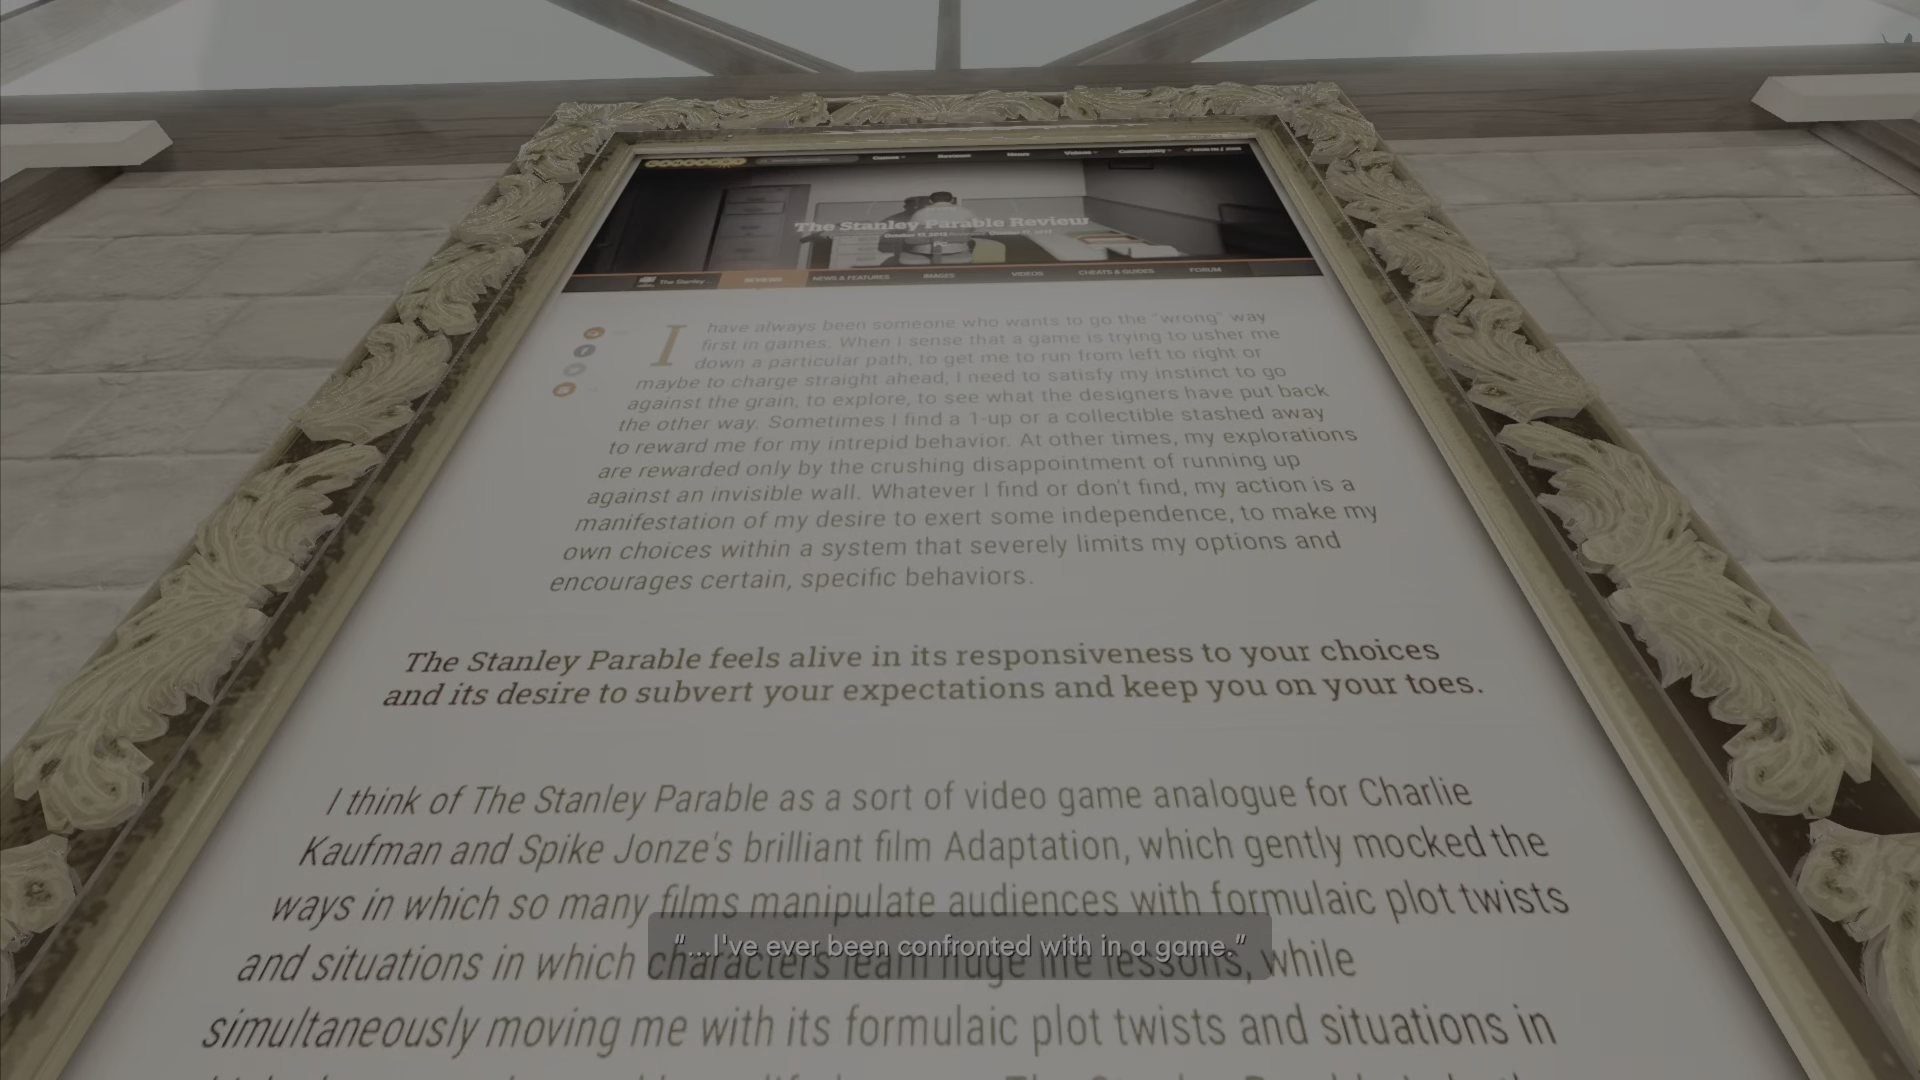 The Stanley Parable Review
The Stanley...
REVIEWS NEWS & FEATURES IMAGES VIDEOS CHEATS & GUIDES FORUM
I have always been someone who wants to go the "wrong" way
first in games. When I sense that a game is trying to usher me
down a particular path, to get me to run from left to right or
maybe to charge straight ahead, I need to satisfy my instinct to go
against the grain, to explore, to see what the designers have put back
the other way. Sometimes I find a 1-up or a collectible stashed away
to reward me for my intrepid behavior. At other times, my explorations
are rewarded only by the crushing disappointment of running up
against an invisible wall. Whatever I find or don't find, my action is a
manifestation of my desire to exert some independence, to make my
own choices within a system that severely limits my options and
encourages certain, specific behaviors.
The Stanley Parable feels alive in its responsiveness to your choices
and its desire to subvert your expectations and keep you on your toes.
I think of The Stanley Parable as a sort of video game analogue for Charlie
Kaufman and Spike Jonze's brilliant film Adaptation, which gently mocked the
ways in which so many films manipulate audiences with formulaic plot twists
and situations in which characters learn huge life lessons, while
simultaneously moving me with its formulaic plot twists and situations in
"...I've ever been confronted with in a game."